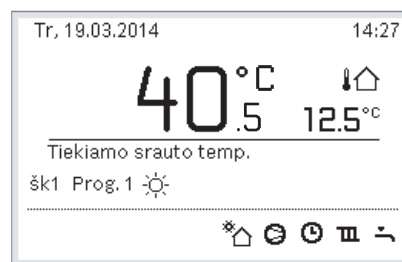 Tr, 19.03.2014 14:27
40.5 °C
12.5°C
Tiekiamo srauto temp.
šk1 Prog. 1